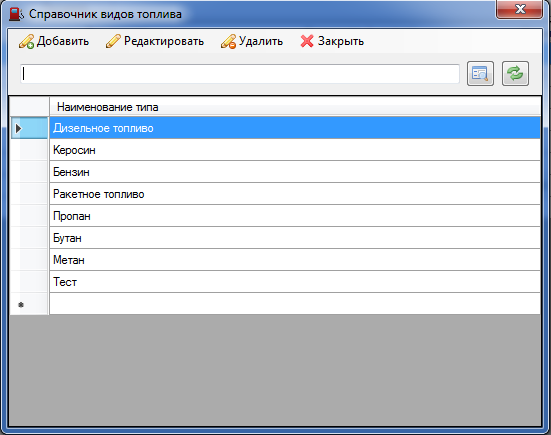 Справочник видов топлива
Добавить Редактировать Удалить Закрыть
Наименование типа
Дизельное топливо
Керосин
Бензин
Ракетное топливо
Пропан
Бутан
Метан
Тест